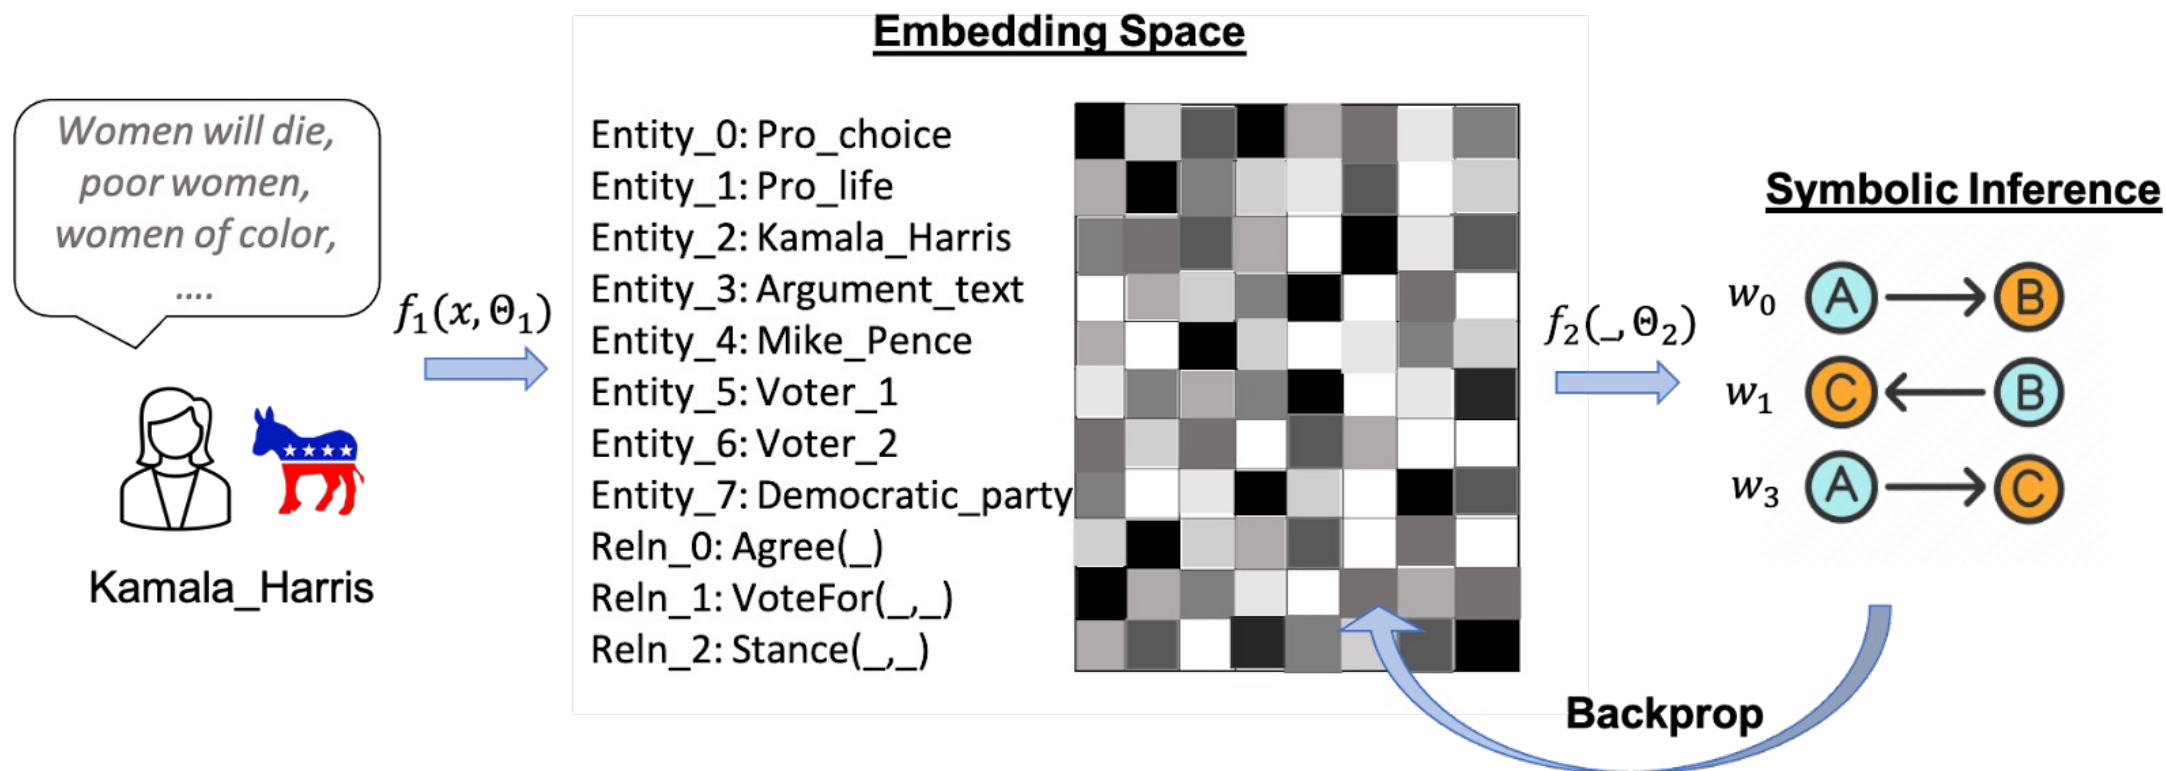 Embedding Space
Women will die,
poor women,
women of color,
....
Kamala_Harris
f₁(x, Θ₁)
Entity_0: Pro_choice
Entity_1: Pro_life
Entity_2: Kamala_Harris
Entity_3: Argument_text
Entity_4: Mike_Pence
Entity_5: Voter_1
Entity_6: Voter_2
Entity_7: Democratic_party
Reln_0: Agree(_)
Reln_1: VoteFor(_,_)
Reln_2: Stance(_,_)
f₂(_, Θ₂)
Symbolic Inference
w₀ A B
w₁ C B
w₃ A C
Backprop